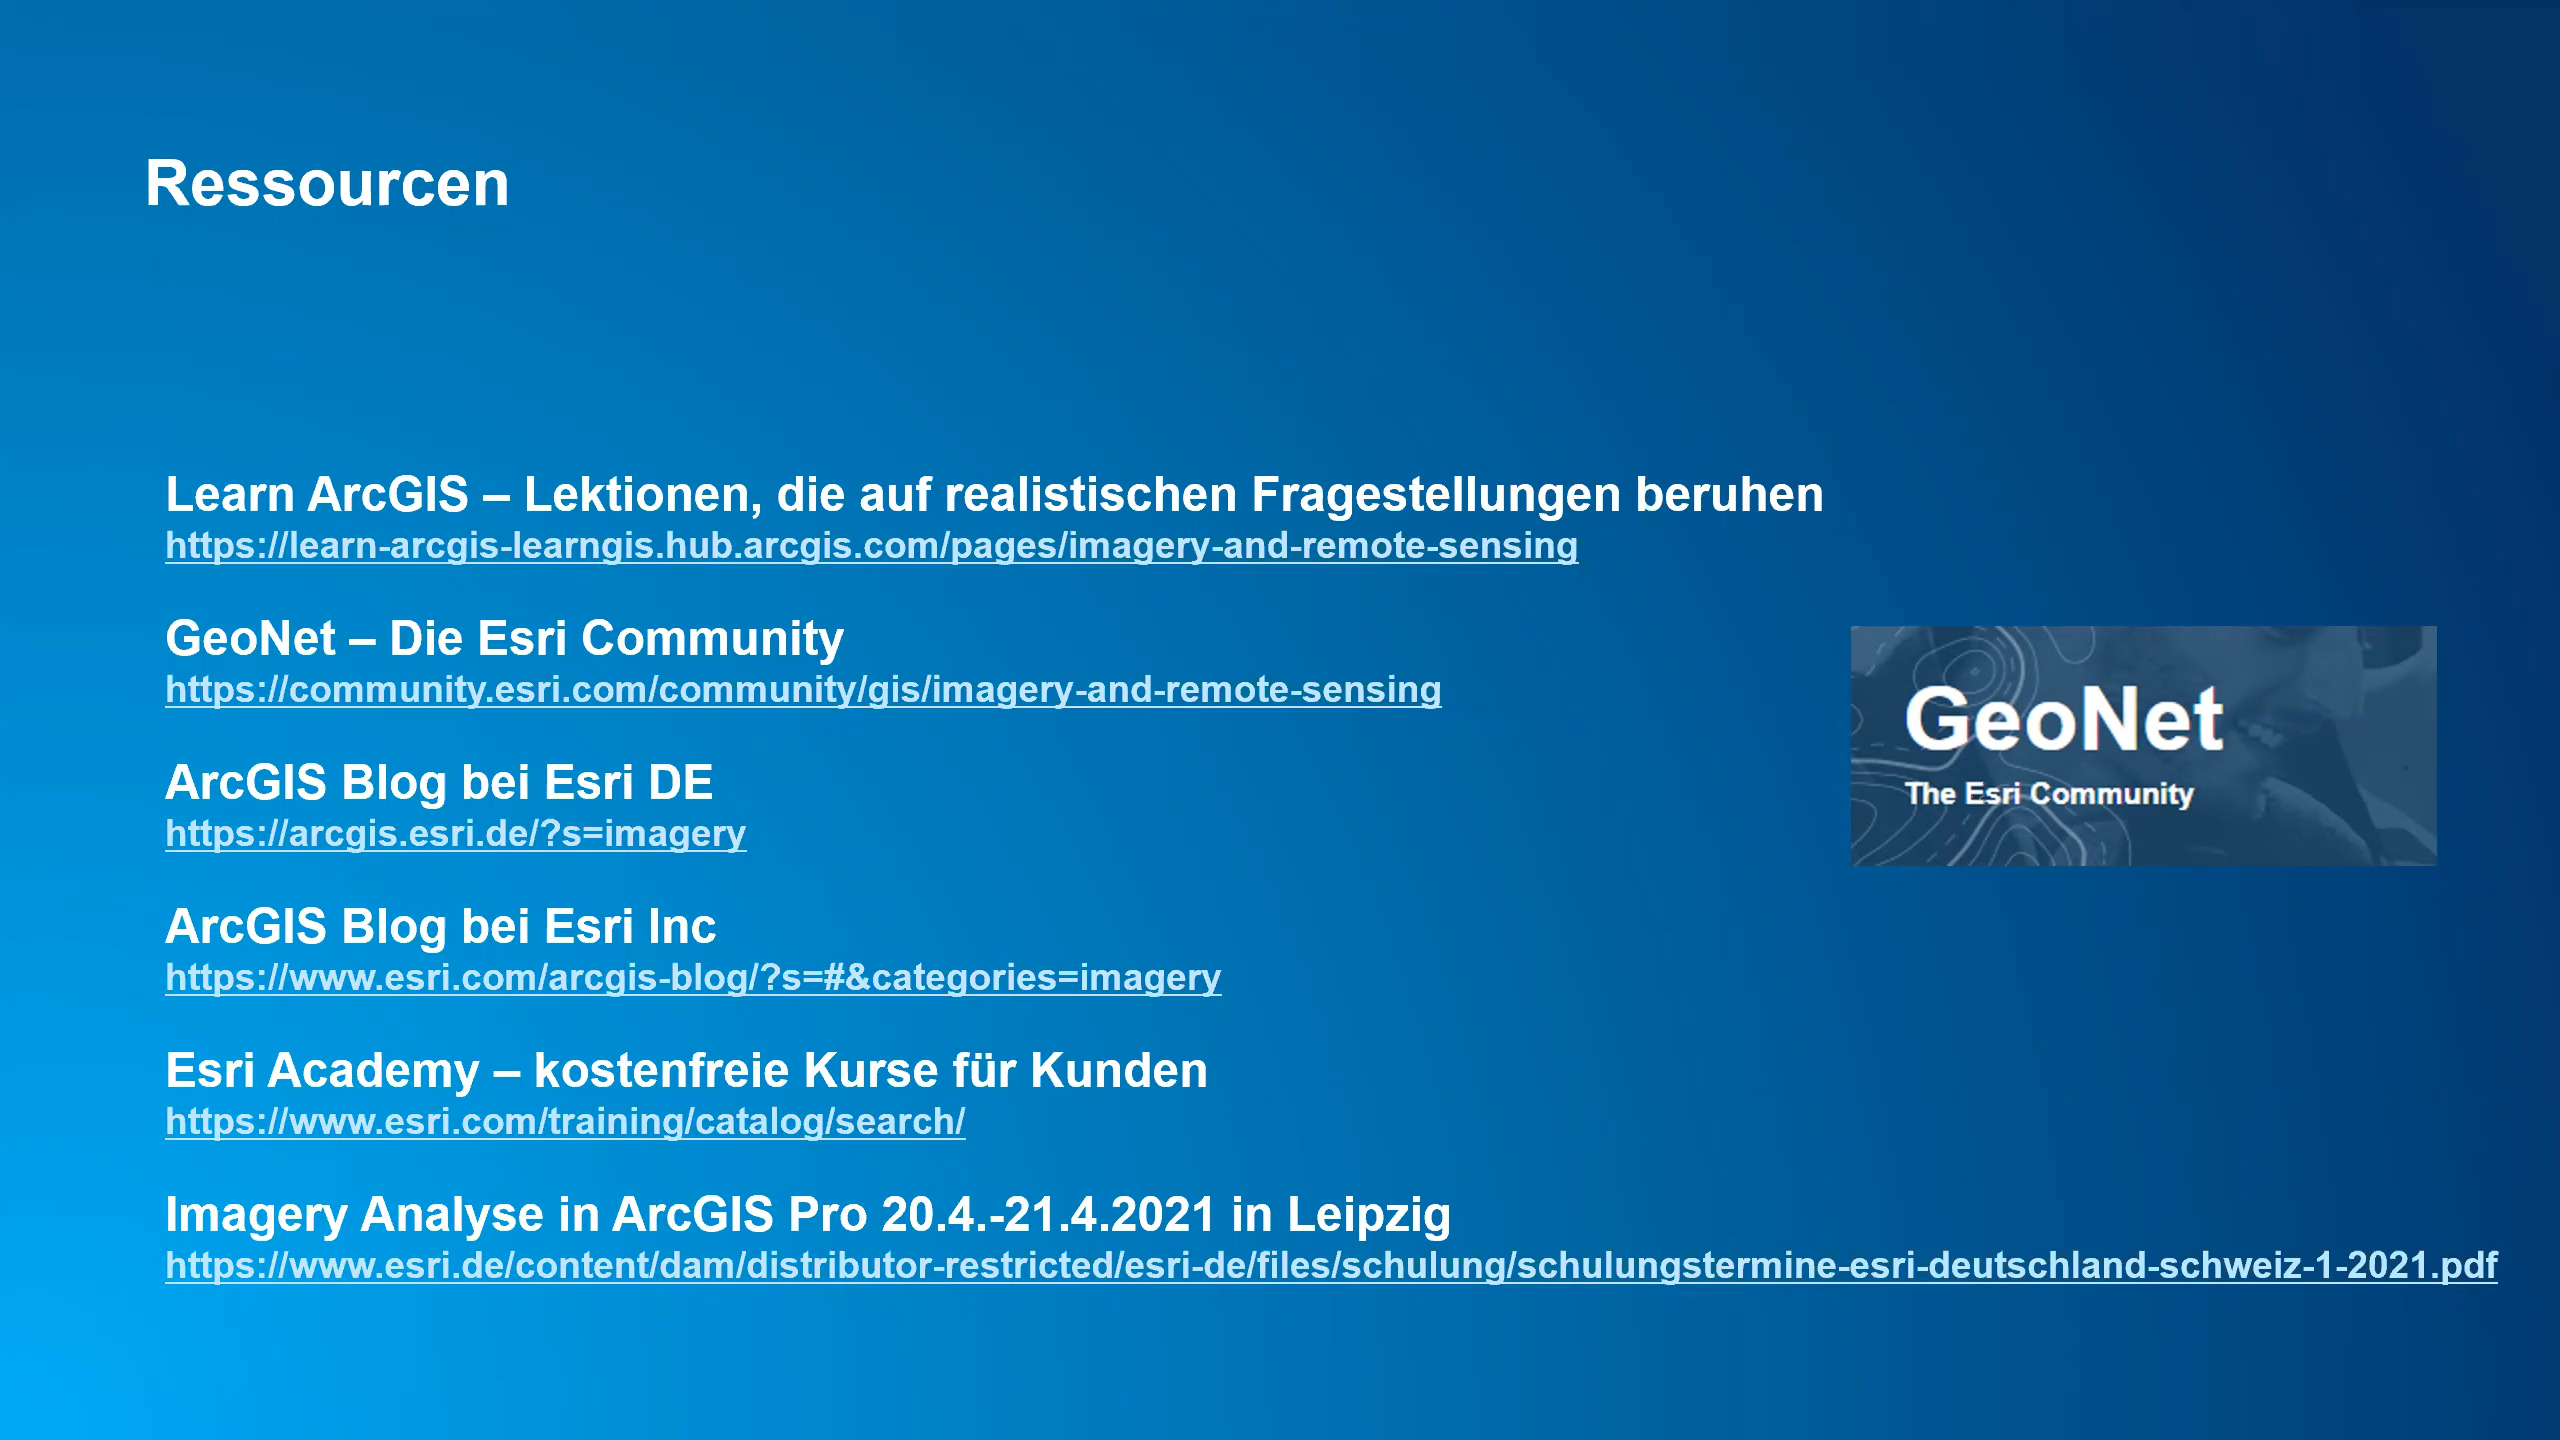 Ressourcen
Learn ArcGIS – Lektionen, die auf realistischen Fragestellungen beruhen
https://learn-arcgis-learngis.hub.arcgis.com/pages/imagery-and-remote-sensing
GeoNet – Die Esri Community
https://community.esri.com/community/gis/imagery-and-remote-sensing
ArcGIS Blog bei Esri DE
https://arcgis.esri.de/?s=imagery
ArcGIS Blog bei Esri Inc
https://www.esri.com/arcgis-blog/?s=#&categories=imagery
Esri Academy – kostenfreie Kurse für Kunden
https://www.esri.com/training/catalog/search/
Imagery Analyse in ArcGIS Pro 20.4.-21.4.2021 in Leipzig
https://www.esri.de/content/dam/distributor-restricted/esri-de/files/schulung/schulungstermine-esri-deutschland-schweiz-1-2021.pdf
GeoNet
The Esri Community